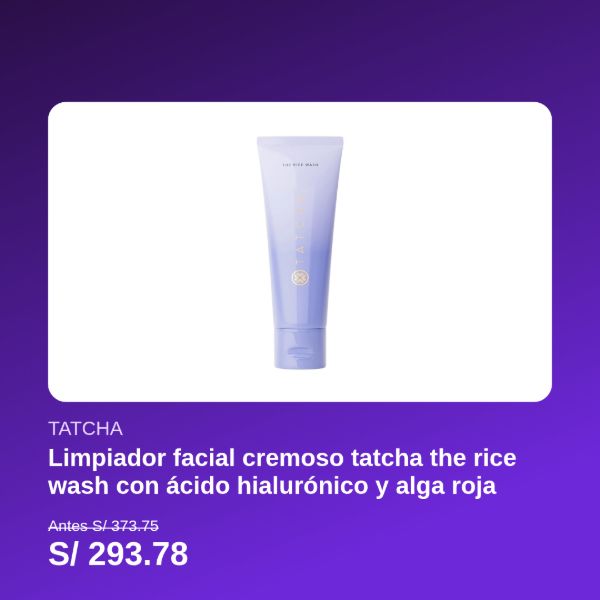 THE RICE WASH
TATCHA
TATCHA
Limpiador facial cremoso tatcha the rice
wash con ácido hialurónico y alga roja
Antes S/ 373.75
S/ 293.78